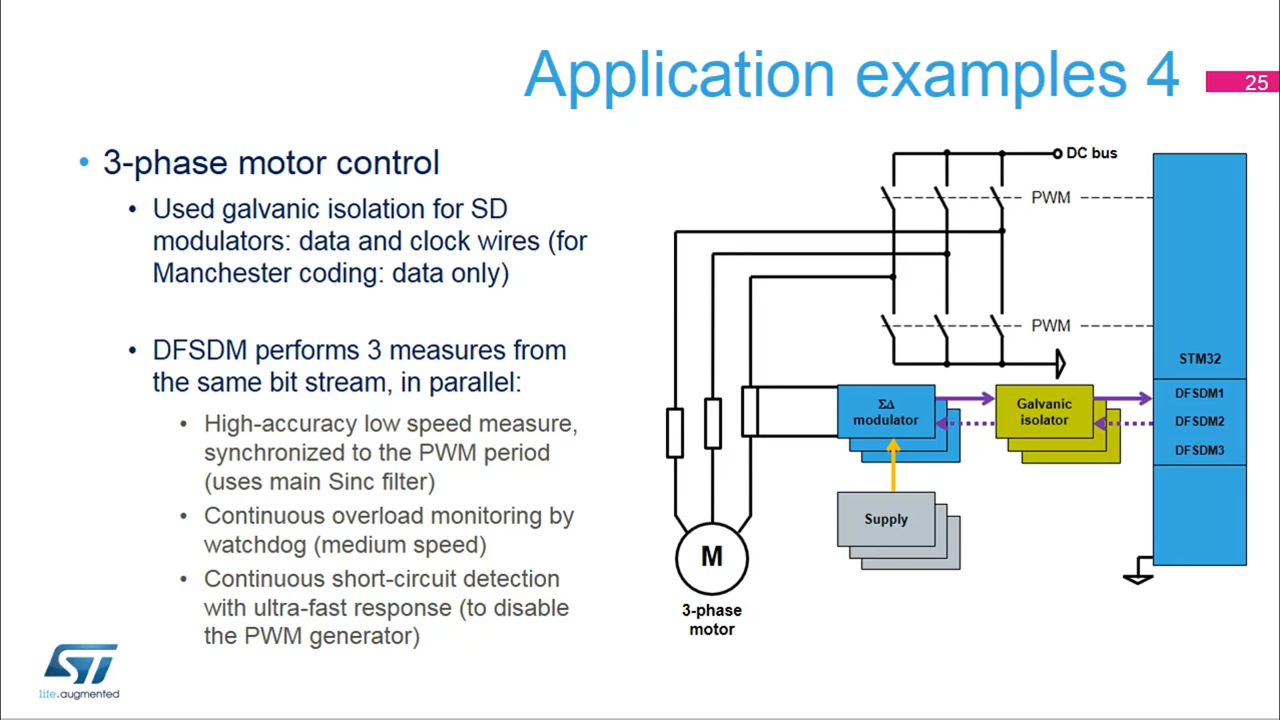 Application examples 4
25
• 3-phase motor control
• Used galvanic isolation for SD
modulators: data and clock wires (for
Manchester coding: data only)
• DFSDM performs 3 measures from
the same bit stream, in parallel:
• High-accuracy low speed measure,
synchronized to the PWM period
(uses main Sinc filter)
• Continuous overload monitoring by
watchdog (medium speed)
• Continuous short-circuit detection
with ultra-fast response (to disable
the PWM generator)
DC bus
PWM
PWM
STM32
DFSDM1
DFSDM2
DFSDM3
ΣΔ
modulator
Galvanic
isolator
Supply
M
3-phase
motor
ST
life.augmented